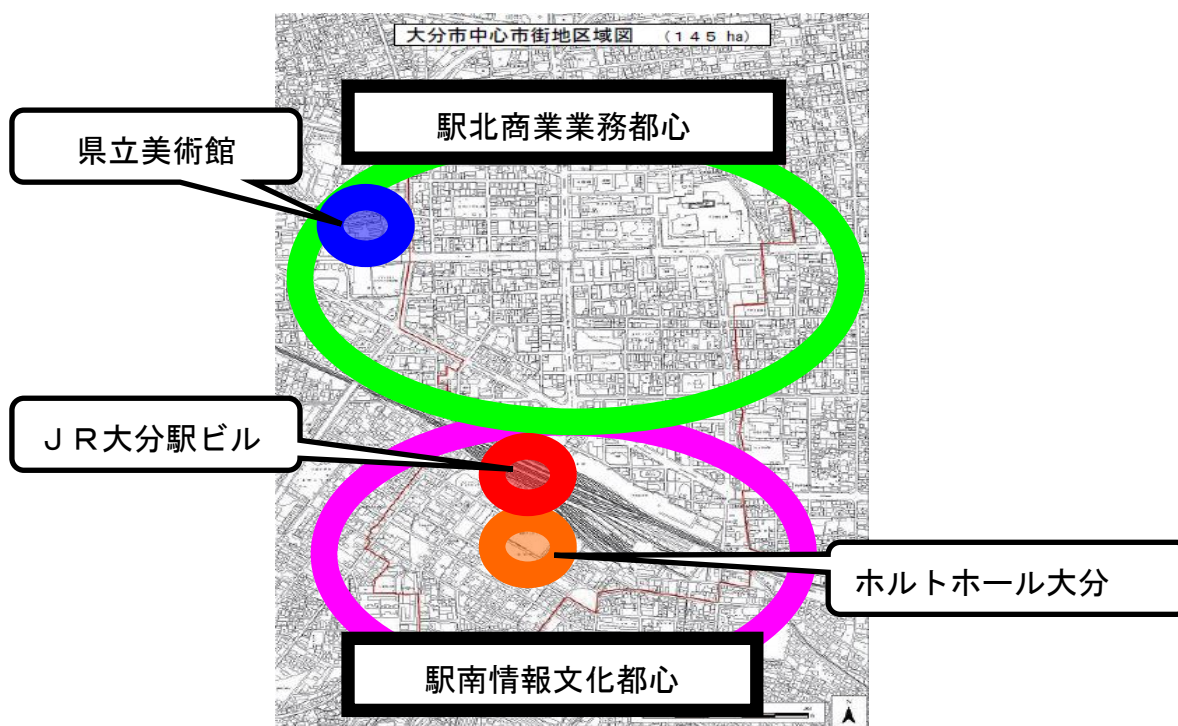 大分市中心市街地区域図 （１４５ ha）
駅北商業業務都心
県立美術館
ＪＲ大分駅ビル
ホルトホール大分
駅南情報文化都心